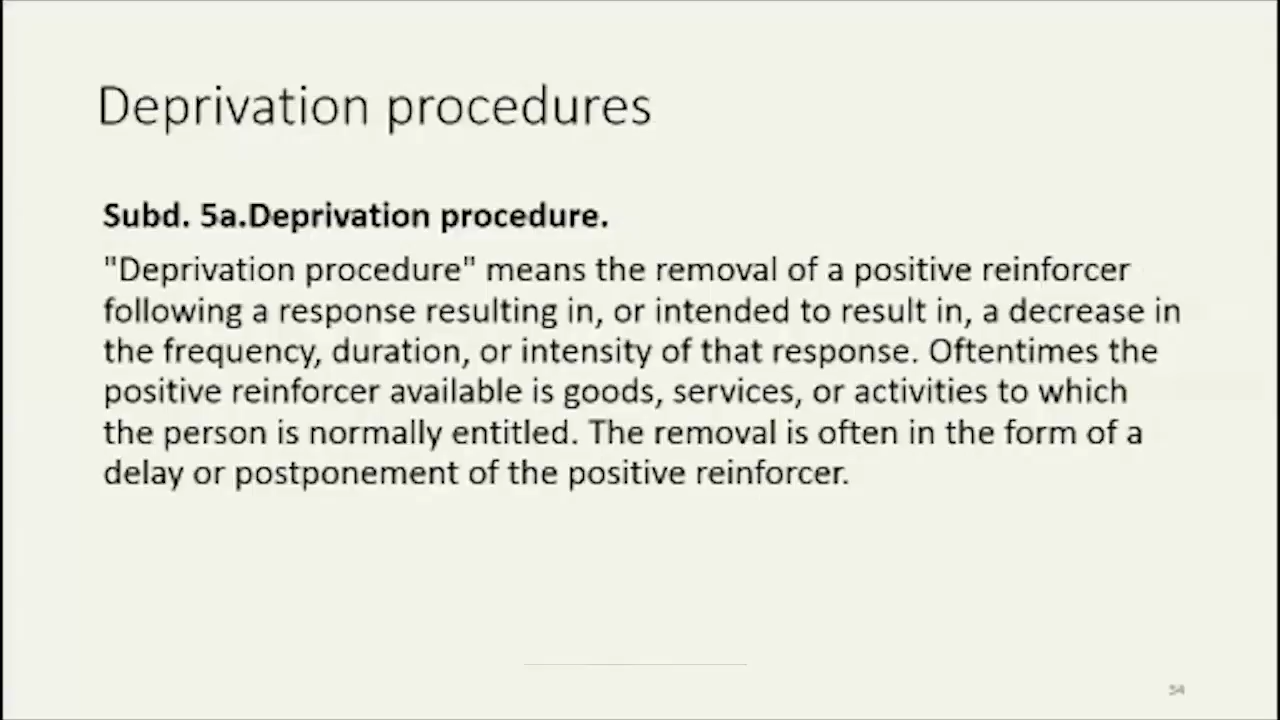 Deprivation procedures
Subd. 5a.Deprivation procedure.
"Deprivation procedure" means the removal of a positive reinforcer
following a response resulting in, or intended to result in, a decrease in
the frequency, duration, or intensity of that response. Oftentimes the
positive reinforcer available is goods, services, or activities to which
the person is normally entitled. The removal is often in the form of a
delay or postponement of the positive reinforcer.
54